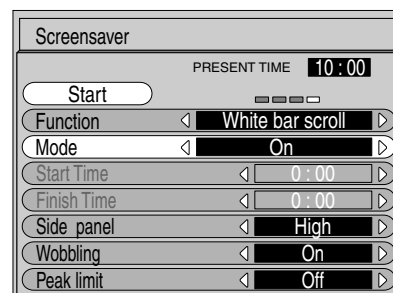 Screensaver
PRESENT TIME 10 : 00
Start
Function White bar scroll
Mode On
Start Time 0 : 00
Finish Time 0 : 00
Side panel High
Wobbling On
Peak limit Off